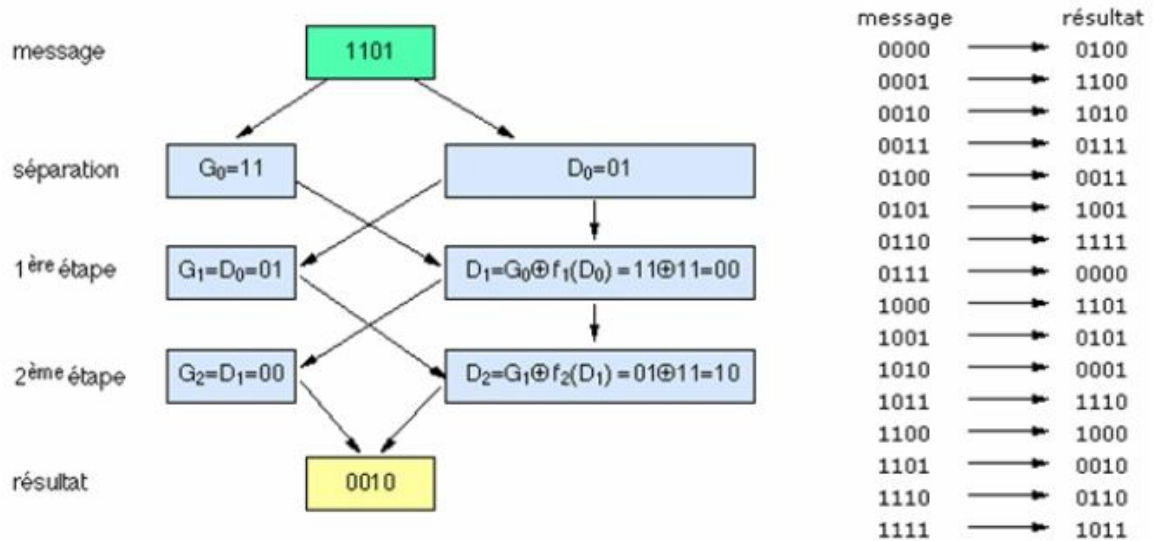 message
1101
séparation
G₀=11
D₀=01
1ère étape
G₁=D₀=01
D₁=G₀⊕f₁(D₀) =11⊕11=00
2ème étape
G₂=D₁=00
D₂=G₁⊕f₂(D₁) =01⊕11=10
résultat
0010
message résultat
0000 0100
0001 1100
0010 1010
0011 0111
0100 0011
0101 1001
0110 1111
0111 0000
1000 1101
1001 0101
1010 0001
1011 1110
1100 1000
1101 0010
1110 0110
1111 1011